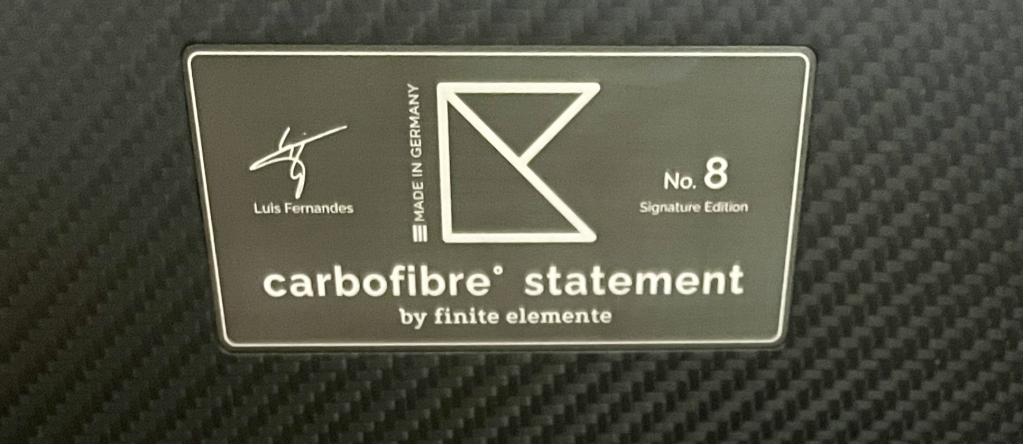 MADE IN GERMANY
Luis Fernandes
No. 8
Signature Edition
carbofibre° statement
by finite elemente